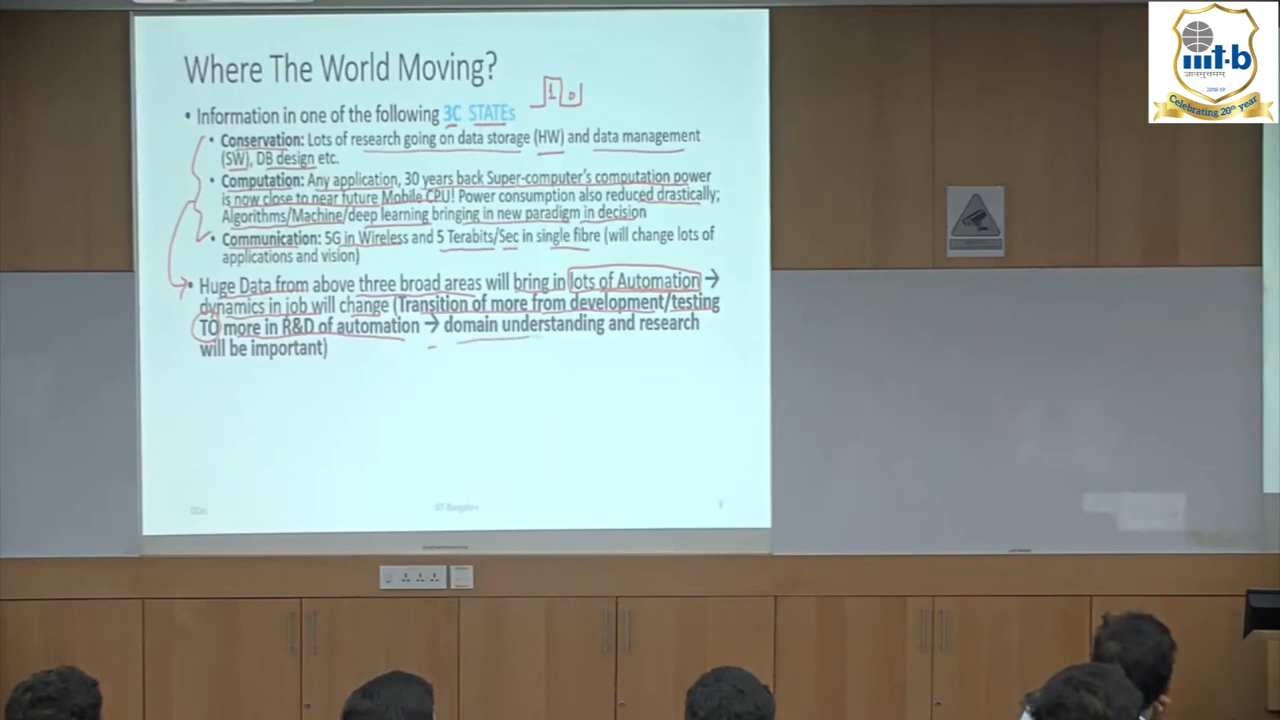 Where The World Moving?
1 0
• Information in one of the following 3C STATEs
• Conservation: Lots of research going on data storage (HW) and data management
(SW), DB design etc.
• Computation: Any application, 30 years back Super-computer's computation power
is now close to near future Mobile CPU! Power consumption also reduced drastically;
Algorithms/Machine/deep learning bringing in new paradigm in decision
• Communication: 5G in Wireless and 5 Terabits/Sec in single fibre (will change lots of
applications and vision)
• Huge Data from above three broad areas will bring in lots of Automation →
dynamics in job will change (Transition of more from development/testing
TO more in R&D of automation → domain understanding and research
will be important)
iiit-b
ज्ञानमुत्तमम्
2018-19
Celebrating 20th year